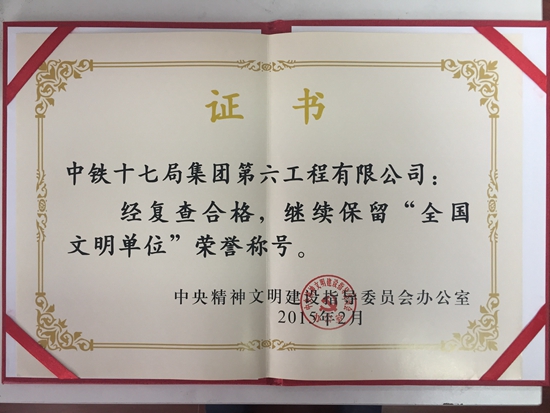 证书
中铁十七局集团第六工程有限公司：
经复查合格，继续保留“全国
文明单位”荣誉称号。
中央精神文明建设指导委员会办公室
2015年2月